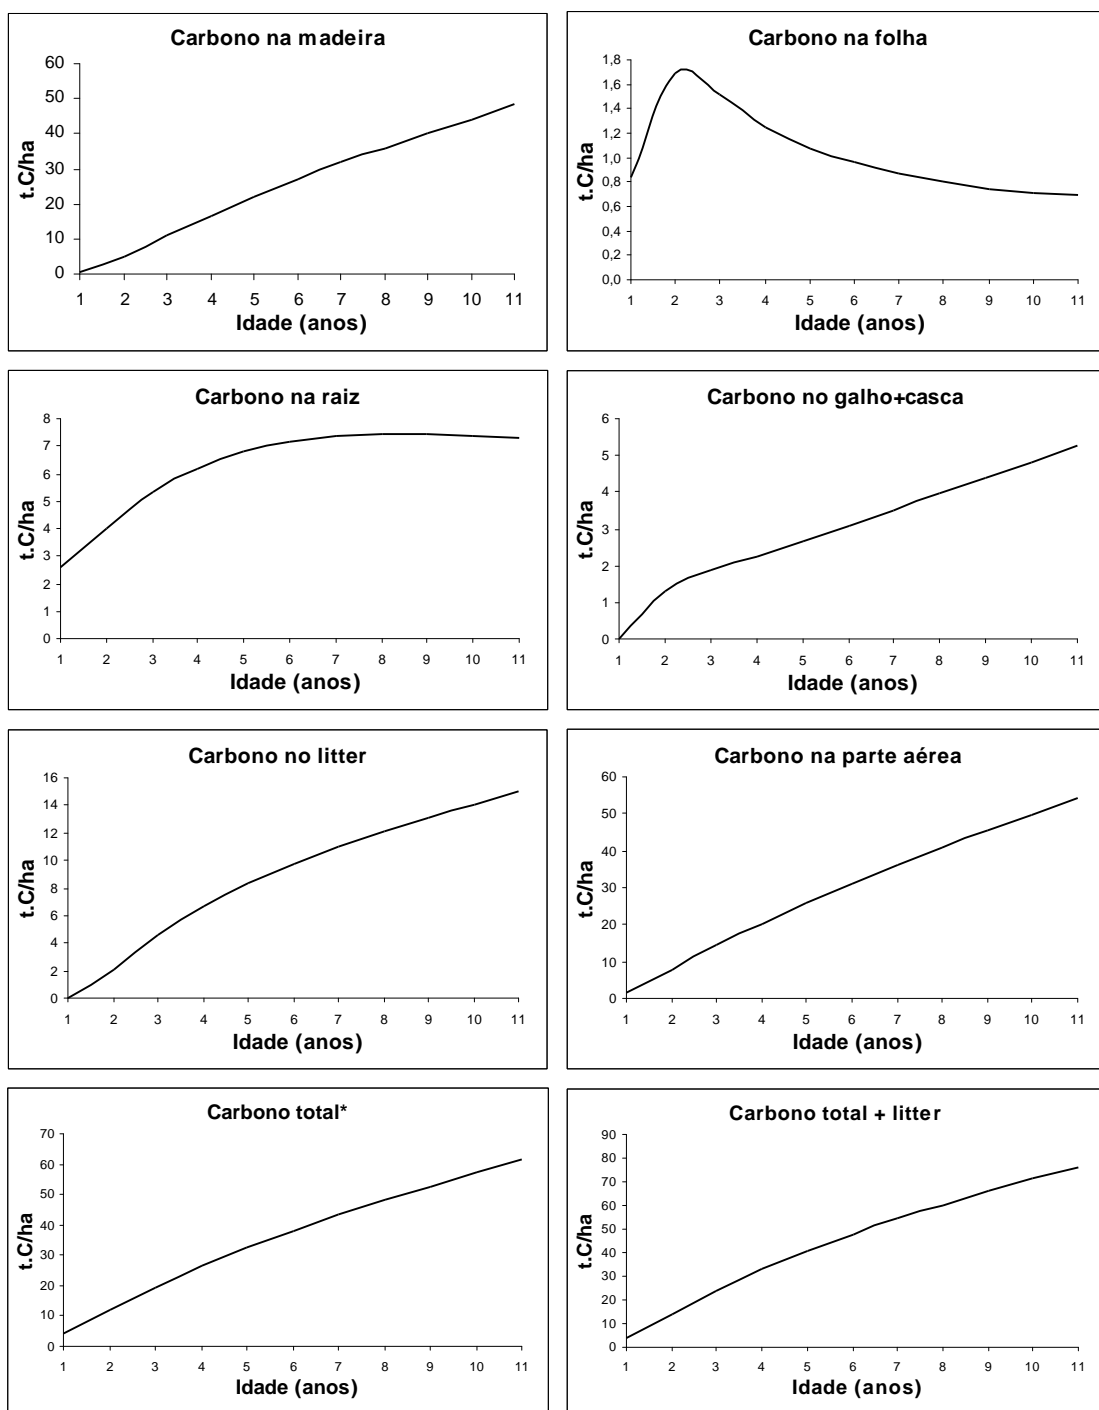 Carbono na madeira
t.C/ha
60
50
40
30
20
10
0
1 2 3 4 5 6 7 8 9 10 11
Idade (anos)
Carbono na folha
t.C/ha
1,8
1,6
1,4
1,2
1,0
0,8
0,6
0,4
0,2
0,0
1 2 3 4 5 6 7 8 9 10 11
Idade (anos)
Carbono na raiz
t.C/ha
8
7
6
5
4
3
2
1
0
1 2 3 4 5 6 7 8 9 10 11
Idade (anos)
Carbono no galho+casca
t.C/ha
6
5
4
3
2
1
0
1 2 3 4 5 6 7 8 9 10 11
Idade (anos)
Carbono no litter
t.C/ha
16
14
12
10
8
6
4
2
0
1 2 3 4 5 6 7 8 9 10 11
Idade (anos)
Carbono na parte aérea
t.C/ha
60
50
40
30
20
10
0
1 2 3 4 5 6 7 8 9 10 11
Idade (anos)
Carbono total*
t.C/ha
70
60
50
40
30
20
10
0
1 2 3 4 5 6 7 8 9 10 11
Idade (anos)
Carbono total + litter
t.C/ha
90
80
70
60
50
40
30
20
10
0
1 2 3 4 5 6 7 8 9 10 11
Idade (anos)